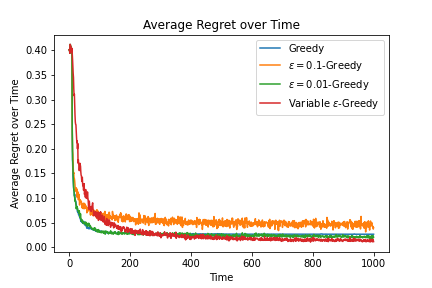 Average Regret over Time
Greedy
ε = 0.1-Greedy
ε = 0.01-Greedy
Variable ε-Greedy
Average Regret over Time
0.40
0.35
0.30
0.25
0.20
0.15
0.10
0.05
0.00
0
200
400
600
800
1000
Time